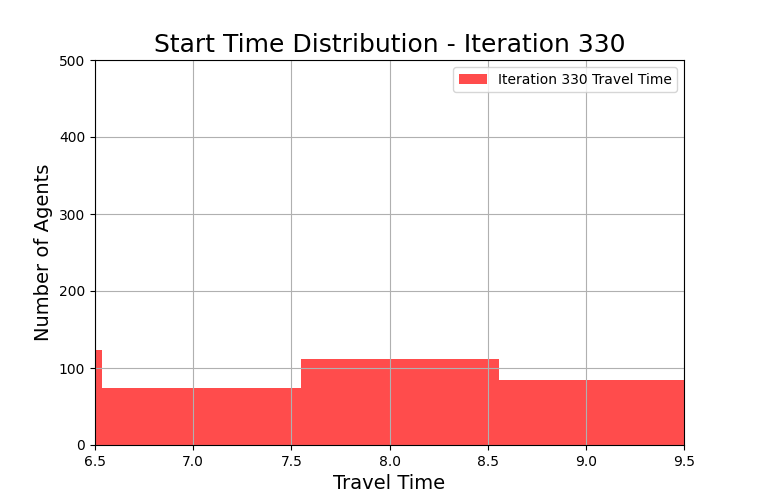 Start Time Distribution - Iteration 330
500
Iteration 330 Travel Time
400
300
200
100
0
Number of Agents
6.5 7.0 7.5 8.0 8.5 9.0 9.5
Travel Time